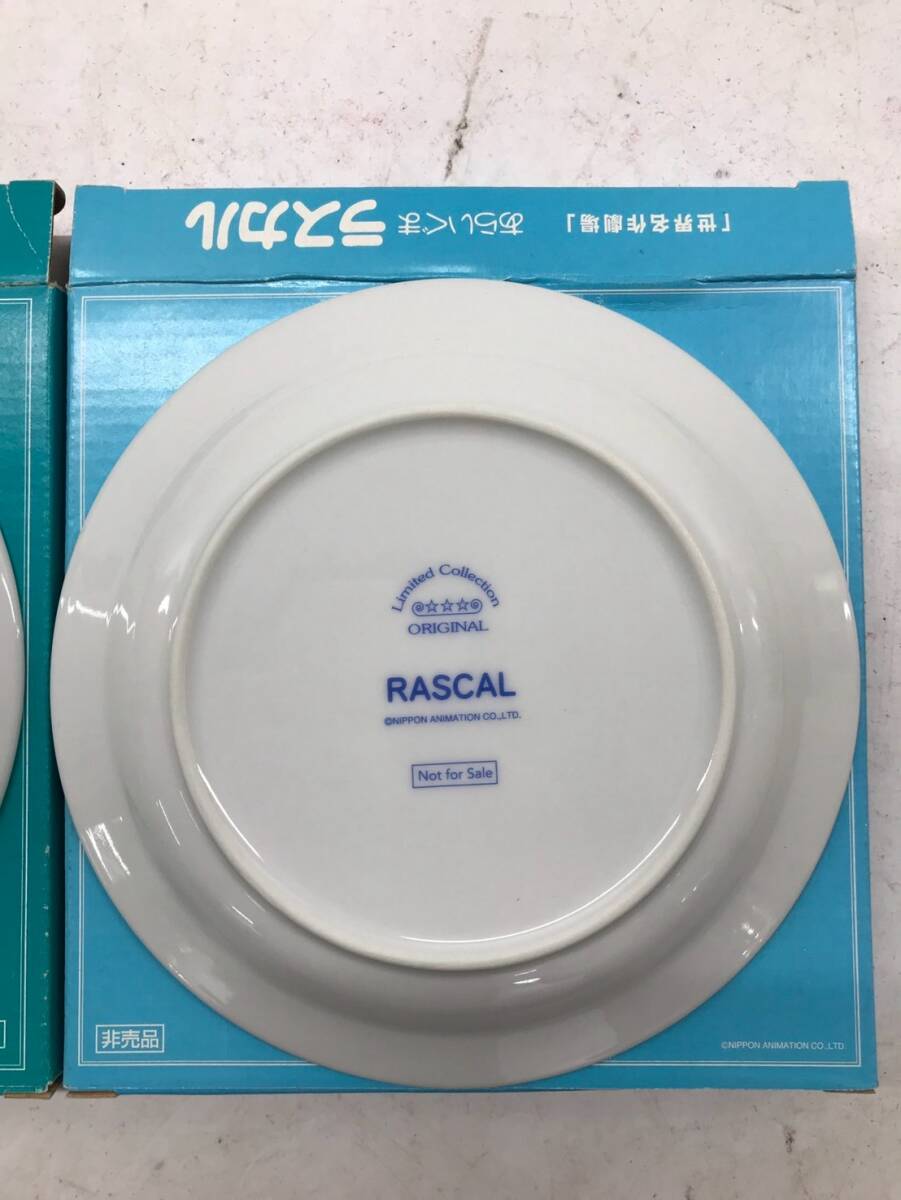 「世界名作劇場」 あらいぐま ラスカル
Limited Collection
ORIGINAL
RASCAL
©NIPPON ANIMATION CO.,LTD.
Not for Sale
非売品
©NIPPON ANIMATION CO.,LTD.